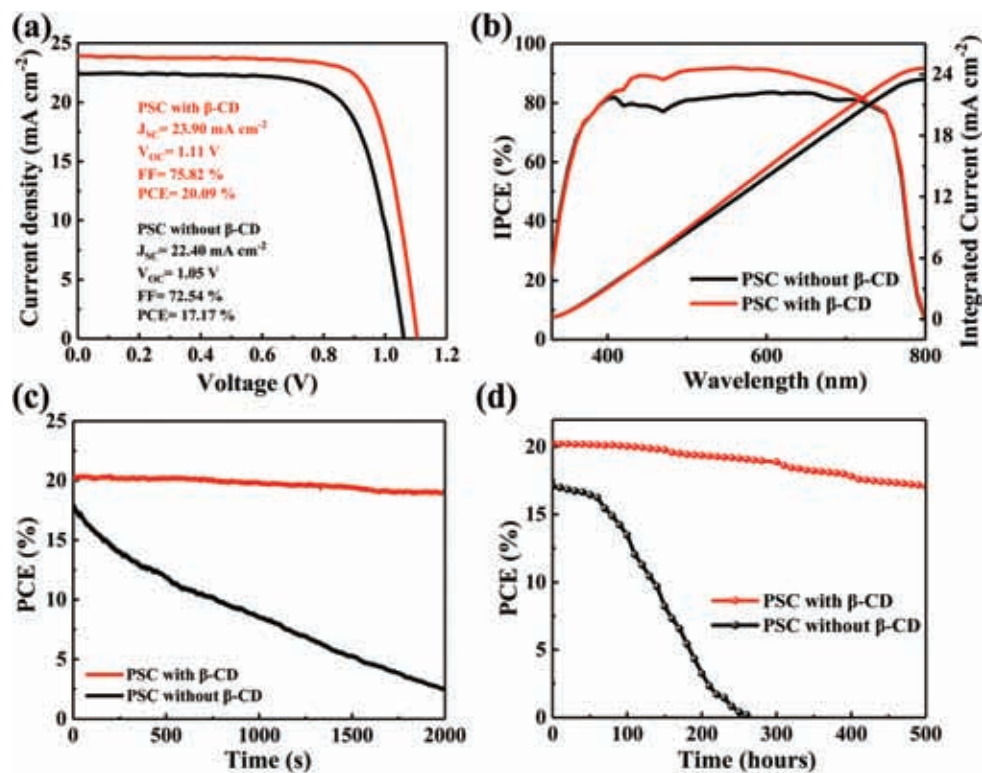 (a)
25
20
15
10
5
0
Current density (mA cm⁻²)
PSC with β-CD
J_SC= 23.90 mA cm⁻²
V_OC= 1.11 V
FF= 75.82 %
PCE= 20.09 %
PSC without β-CD
J_SC= 22.40 mA cm⁻²
V_OC= 1.05 V
FF= 72.54 %
PCE= 17.17 %
0.0 0.2 0.4 0.6 0.8 1.0 1.2
Voltage (V)
(b)
100
80
60
40
20
0
IPCE (%)
PSC without β-CD
PSC with β-CD
24
18
12
6
0
Integrated Current (mA cm⁻²)
400 600 800
Wavelength (nm)
(c)
25
20
15
10
5
0
PCE (%)
PSC with β-CD
PSC without β-CD
0 500 1000 1500 2000
Time (s)
(d)
20
15
10
5
0
PCE (%)
PSC with β-CD
PSC without β-CD
0 100 200 300 400 500
Time (hours)